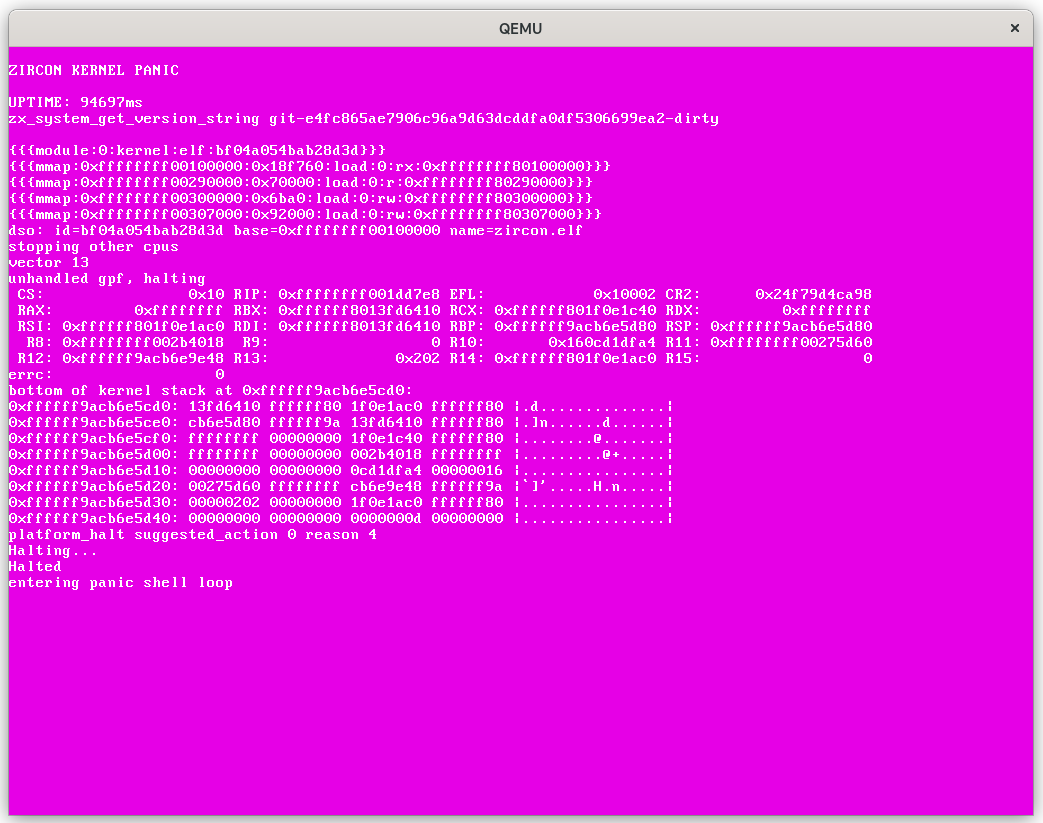 QEMU
×
ZIRCON KERNEL PANIC
UPTIME: 94697ms
zx_system_get_version_string git-e4fc865ae7906c96a9d63dcddfa0df5306699ea2-dirty
{{{module:0:kernel:elf:bf04a054bab28d3d}}}
{{{mmap:0xffffffff00100000:0x18f760:load:0:rx:0xffffffff80100000}}}
{{{mmap:0xffffffff00290000:0x70000:load:0:r:0xffffffff80290000}}}
{{{mmap:0xffffffff00300000:0x6ba0:load:0:rw:0xffffffff80300000}}}
{{{mmap:0xffffffff00307000:0x92000:load:0:rw:0xffffffff80307000}}}
dso: id=bf04a054bab28d3d base=0xffffffff00100000 name=zircon.elf
stopping other cpus
vector 13
unhandled gpf, halting
 CS:                0x10 RIP: 0xffffffff001dd7e8 EFL:            0x10002 CR2:      0x24f79d4ca98
 RAX:         0xffffffff RBX: 0xffffff8013fd6410 RCX: 0xffffff801f0e1c40 RDX:         0xffffffff
 RSI: 0xffffff801f0e1ac0 RDI: 0xffffff8013fd6410 RBP: 0xffffff9acb6e5d80 RSP: 0xffffff9acb6e5d80
  R8: 0xffffffff002b4018  R9:                  0 R10:       0x160cd1dfa4 R11: 0xffffffff00275d60
 R12: 0xffffff9acb6e9e48 R13:              0x202 R14: 0xffffff801f0e1ac0 R15:                  0
errc:                  0
bottom of kernel stack at 0xffffff9acb6e5cd0:
0xffffff9acb6e5cd0: 13fd6410 ffffff80 1f0e1ac0 ffffff80 |.d..............|
0xffffff9acb6e5ce0: cb6e5d80 ffffff9a 13fd6410 ffffff80 |.]n......d......|
0xffffff9acb6e5cf0: ffffffff 00000000 1f0e1c40 ffffff80 |........@.......|
0xffffff9acb6e5d00: ffffffff 00000000 002b4018 ffffffff |.........@+.....|
0xffffff9acb6e5d10: 00000000 00000000 0cd1dfa4 00000016 |................|
0xffffff9acb6e5d20: 00275d60 ffffffff cb6e9e48 ffffff9a |`]'.....H.n.....|
0xffffff9acb6e5d30: 00000202 00000000 1f0e1ac0 ffffff80 |................|
0xffffff9acb6e5d40: 00000000 00000000 0000000d 00000000 |................|
platform_halt suggested_action 0 reason 4
Halting...
Halted
entering panic shell loop